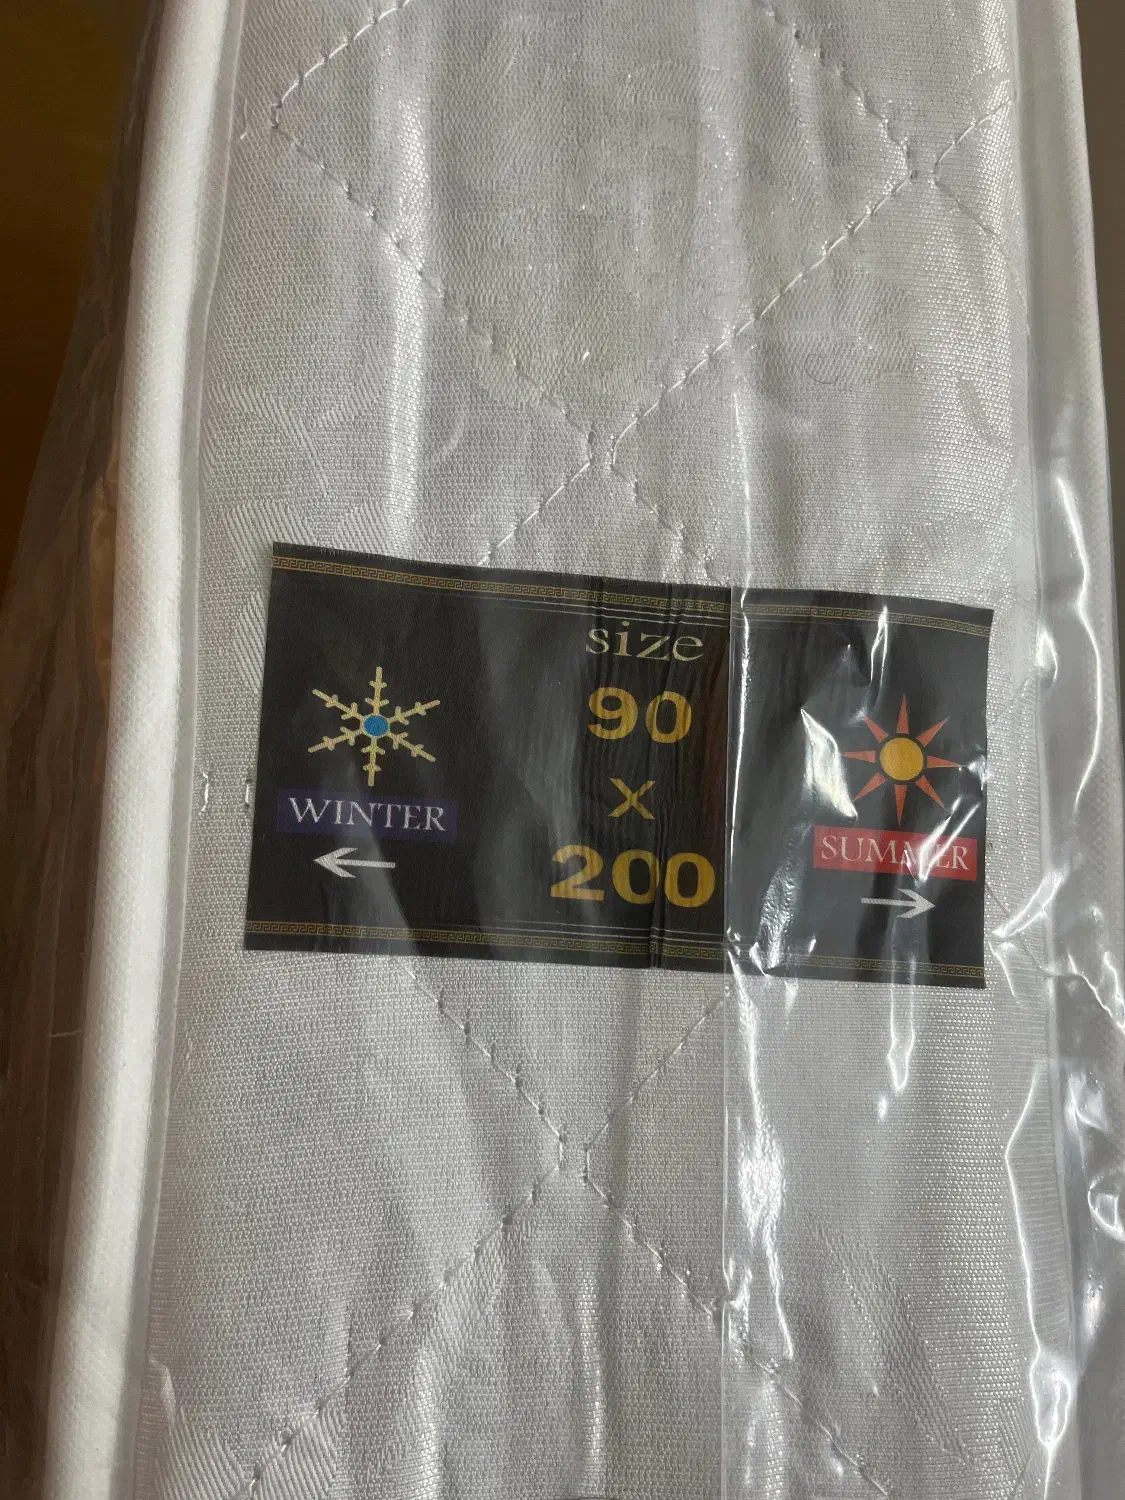 size
90
x
200
WINTER
SUMMER